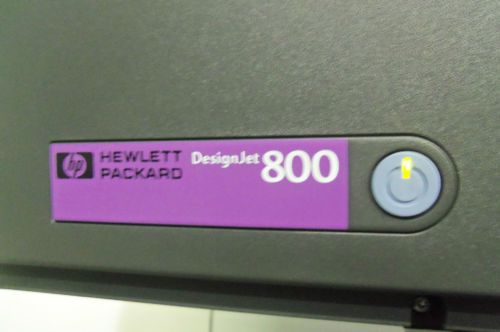 hp HEWLETT PACKARD
DesignJet 800